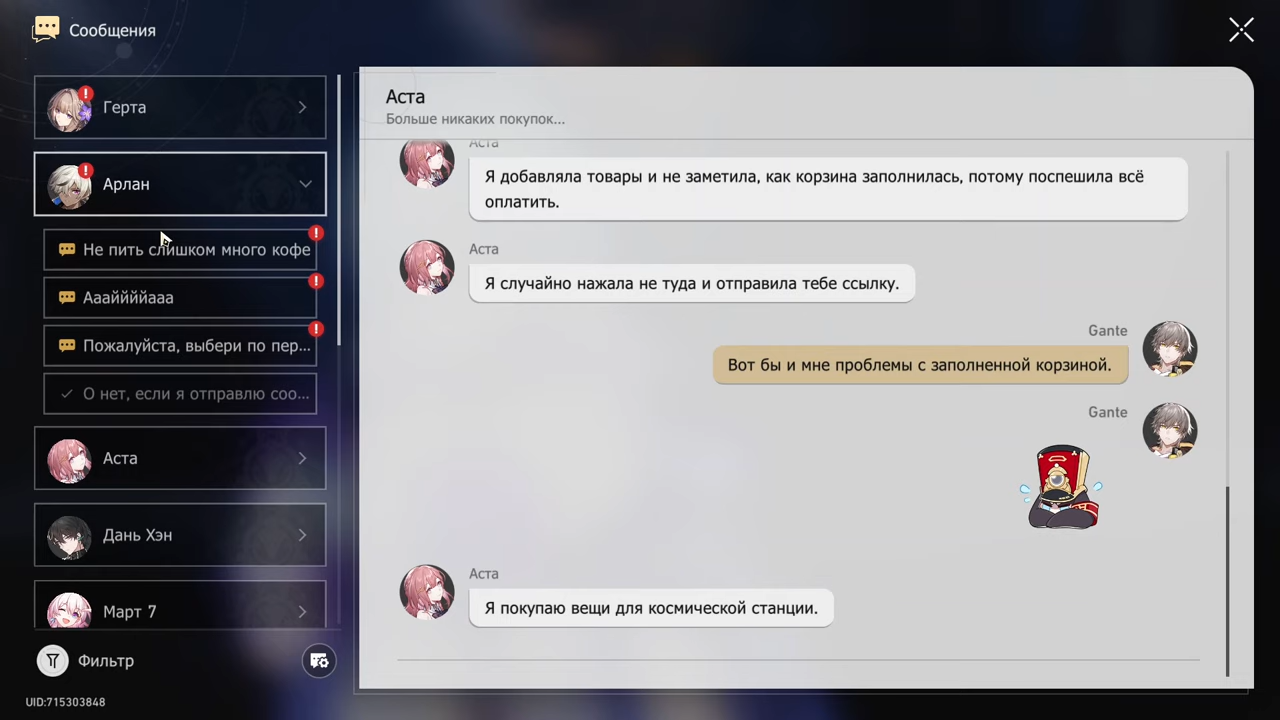 Сообщения
Герта
Арлан
Не пить слишком много кофе
Aaaйййййaaa
Пожалуйста, выбери по пер...
О нет, если я отправлю соо...
Аста
Дань Хэн
Март 7
Фильтр
UID:715303848
Аста
Больше никаких покупок...
Аста
Я добавляла товары и не заметила, как корзина заполнилась, потому поспешила всё
оплатить.
Аста
Я случайно нажала не туда и отправила тебе ссылку.
Gante
Вот бы и мне проблемы с заполненной корзиной.
Gante
Аста
Я покупаю вещи для космической станции.